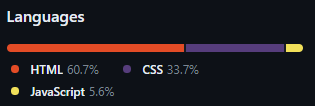 Languages
HTML 60.7% CSS 33.7%
JavaScript 5.6%